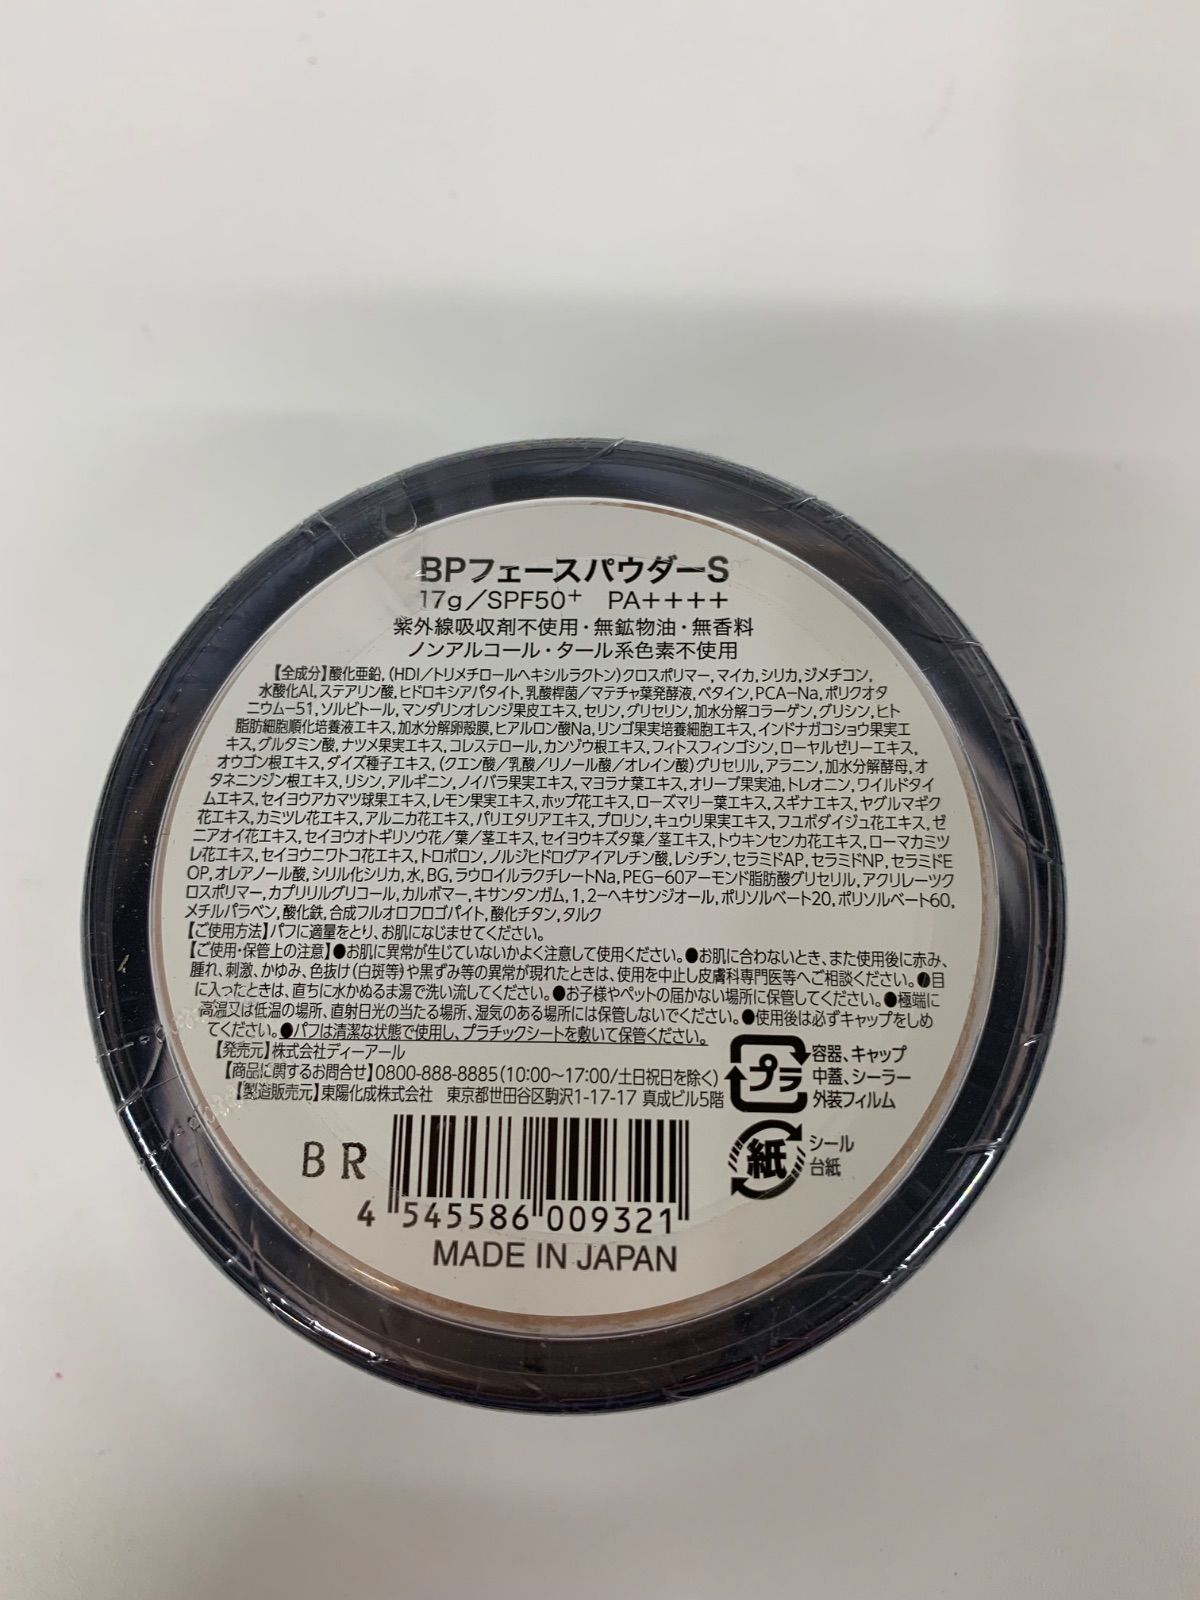 BPフェースパウダーS
17g／SPF50⁺ PA++++
紫外線吸収剤不使用・無鉱物油・無香料
ノンアルコール・タール系色素不使用
【全成分】酸化亜鉛,（HDI／トリメチロールヘキシルラクトン）クロスポリマー,マイカ,シリカ,ジメチコン,
水酸化Al,ステアリン酸,ヒドロキシアパタイト,乳酸桿菌／マテチャ葉発酵液,ベタイン,PCA-Na,ポリクオタ
ニウム-51,ソルビトール,マンダリンオレンジ果皮エキス,セリン,グリセリン,加水分解コラーゲン,グリシン,ヒト
脂肪細胞順化培養液エキス,加水分解卵殻膜,ヒアルロン酸Na,リンゴ果実培養細胞エキス,インドナガコショウ果実エ
キス,グルタミン酸,ナツメ果実エキス,コレステロール,カンゾウ根エキス,フィトスフィンゴシン,ローヤルゼリーエキス,
オウゴン根エキス,ダイズ種子エキス,（クエン酸／乳酸／リノール酸／オレイン酸）グリセリル,アラニン,加水分解酵母,オ
タネニンジン根エキス,リシン,アルギニン,ノイバラ果実エキス,マヨラナ葉エキス,オリーブ果実油,トレオニン,ワイルドタイ
ムエキス,セイヨウアカマツ球果エキス,レモン果実エキス,ホップ花エキス,ローズマリー葉エキス,スギナエキス,ヤグルマギク
花エキス,カミツレ花エキス,アルニカ花エキス,パリエタリアエキス,プロリン,キュウリ果実エキス,フユボダイジュ花エキス,ゼ
ニアオイ花エキス,セイヨウオトギリソウ花／葉／茎エキス,セイヨウキズタ葉／茎エキス,トウキンセンカ花エキス,ローマカミツ
レ花エキス,セイヨウニワトコ花エキス,トロポロン,ノルジヒドログアイアレチン酸,レシチン,セラミドAP,セラミドNP,セラミドE
OP,オレアノール酸,シリル化シリカ,水,BG,ラウロイルラクチレートNa,PEG-60アーモンド脂肪酸グリセリル,アクリレーツク
ロスポリマー,カプリリルグリコール,カルボマー,キサンタンガム,1,2-ヘキサンジオール,ポリソルベート20,ポリソルベート60,
メチルパラベン,酸化鉄,合成フルオロフロゴパイト,酸化チタン,タルク
【ご使用方法】パフに適量をとり、お肌になじませてください。
【ご使用・保管上の注意】●お肌に異常が生じていないかよく注意して使用ください。●お肌に合わないとき、また使用後に赤み、
腫れ、刺激、かゆみ、色抜け（白斑等）や黒ずみ等の異常が現れたときは、使用を中止し皮膚科専門医等へご相談ください。●目
に入ったときは、直ちに水かぬるま湯で洗い流してください。●お子様やペットの届かない場所に保管してください。●極端に
高温又は低温の場所、直射日光の当たる場所、湿気のある場所には保管しないでください。●使用後は必ずキャップをしめ
てください。●パフは清潔な状態で使用し、プラチックシートを敷いて保管ください。
【発売元】株式会社ディーアール
【商品に関するお問合せ】0800-888-8885（10:00～17:00/土日祝日を除く）
【製造販売元】東陽化成株式会社 東京都世田谷区駒沢1-17-17 真成ビル5階
プラ
容器、キャップ
中蓋、シーラー
外装フィルム
紙
シール
台紙
BR
4 545586 009321
MADE IN JAPAN